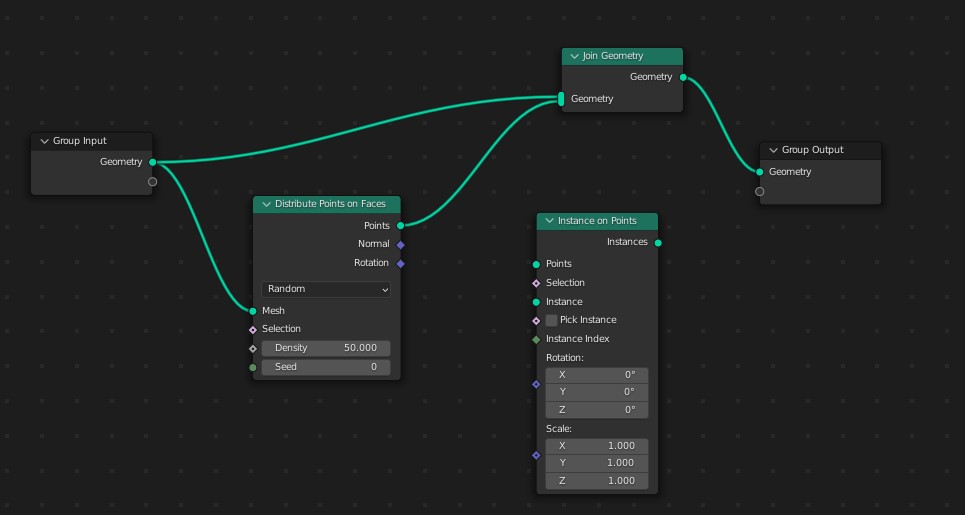 Join Geometry
Geometry
Geometry
Group Input
Geometry
Group Output
Geometry
Distribute Points on Faces
Points
Normal
Rotation
Random
Mesh
Selection
Density 50.000
Seed 0
Instance on Points
Instances
Points
Selection
Instance
Pick Instance
Instance Index
Rotation:
X 0°
Y 0°
Z 0°
Scale:
X 1.000
Y 1.000
Z 1.000